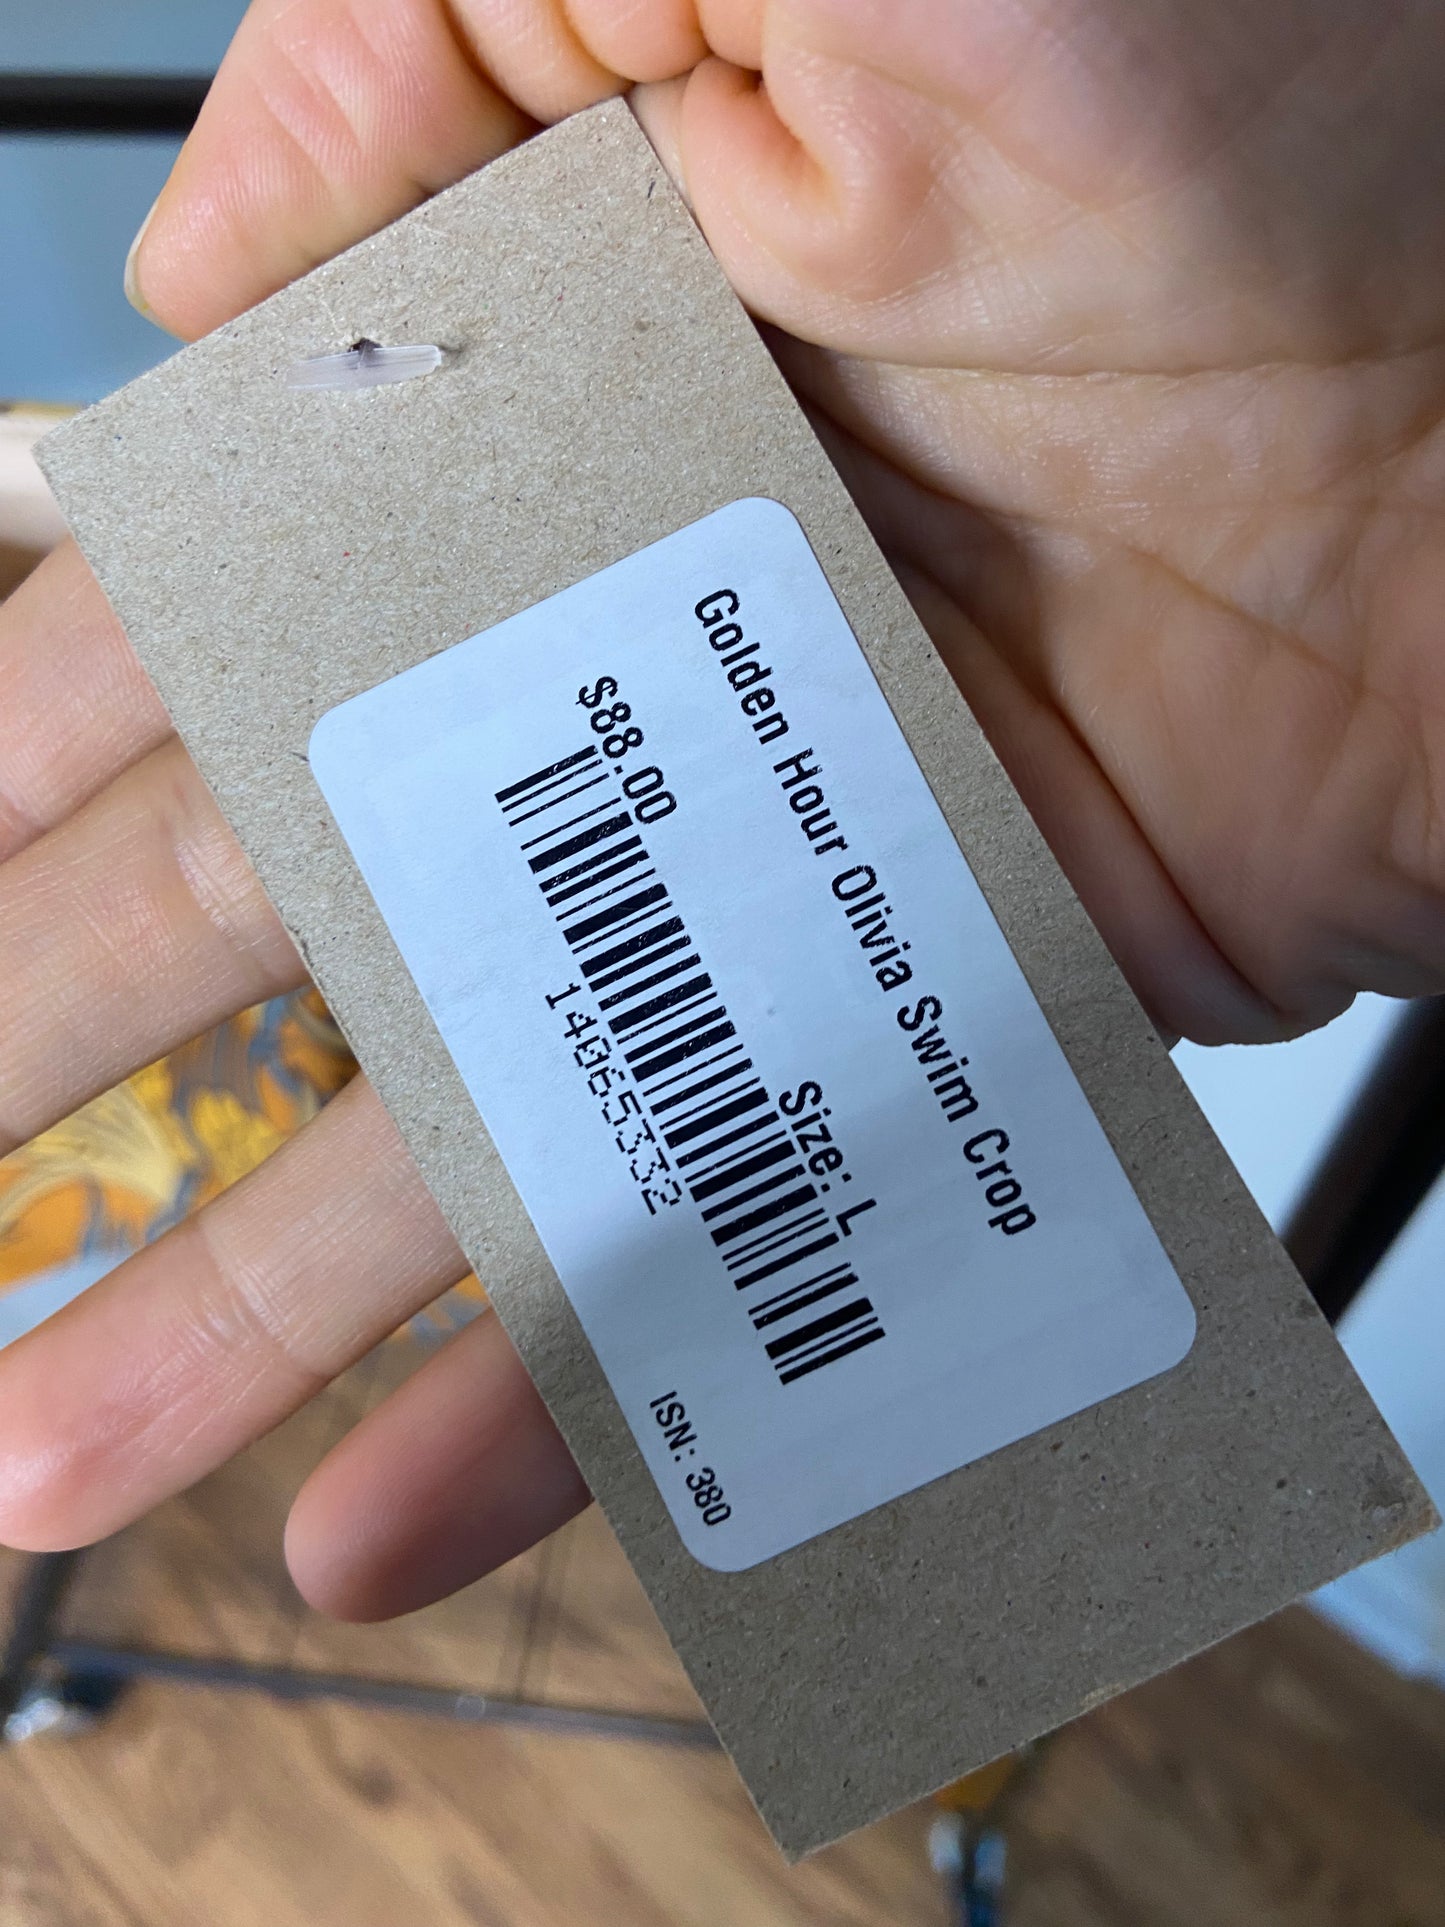 Golden Hour Olivia Swim Crop
$88.00
Size: L
14065332
ISN: 380